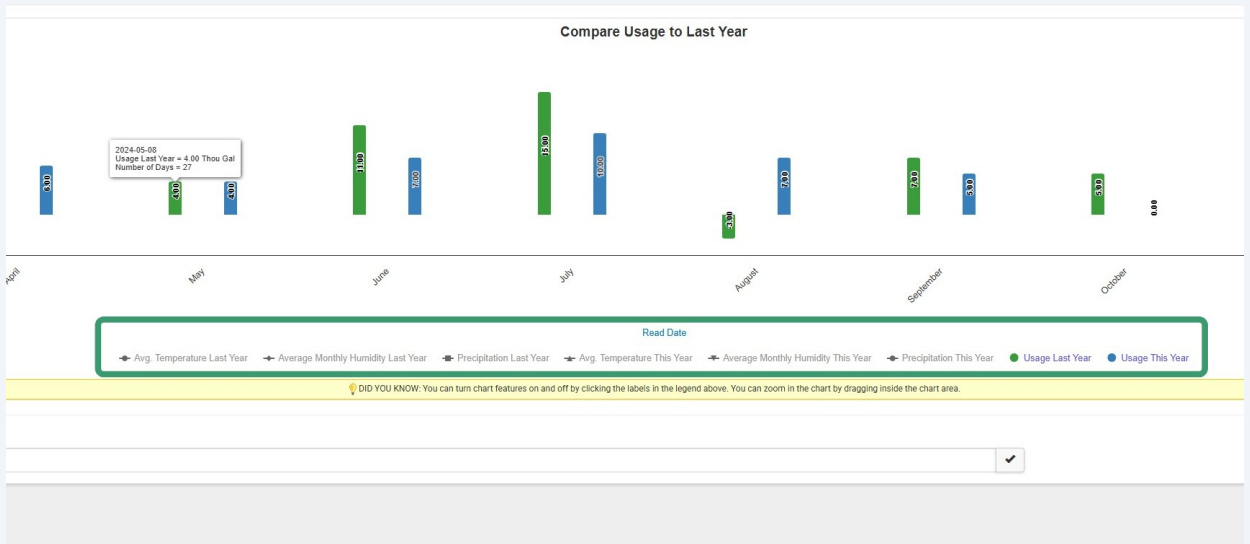 Compare Usage to Last Year
2024-05-08
Usage Last Year = 4.00 Thou Gal
Number of Days = 27
6.00
4.00
4.00
11.00
7.00
15.00
10.00
-3.00
7.00
7.00
5.00
5.00
0.00
April
May
June
July
August
September
October
Read Date
Avg. Temperature Last Year Average Monthly Humidity Last Year Precipitation Last Year Avg. Temperature This Year Average Monthly Humidity This Year Precipitation This Year Usage Last Year Usage This Year
DID YOU KNOW: You can turn chart features on and off by clicking the labels in the legend above. You can zoom in the chart by dragging inside the chart area.